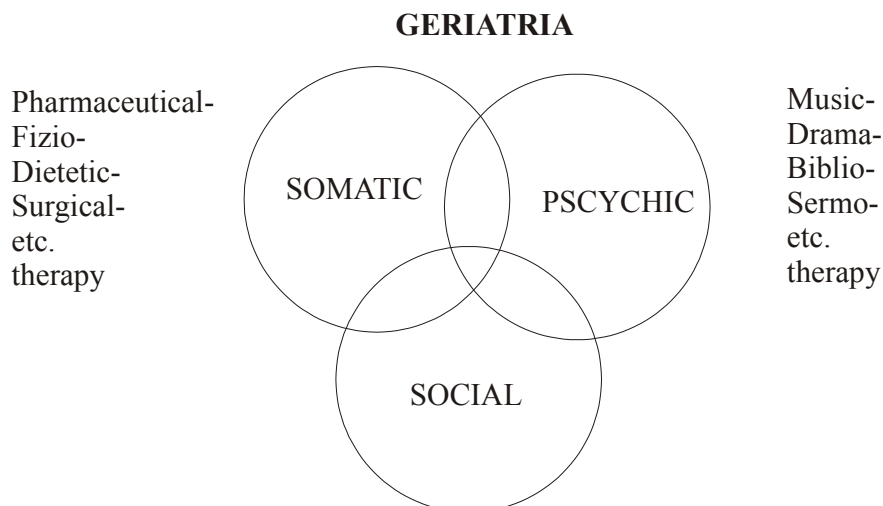 GERIATRIA
Pharmaceutical-
Fizio-
Dietetic-
Surgical-
etc.
therapy
SOMATIC
PSCYCHIC
SOCIAL
Music-
Drama-
Biblio-
Sermo-
etc.
therapy